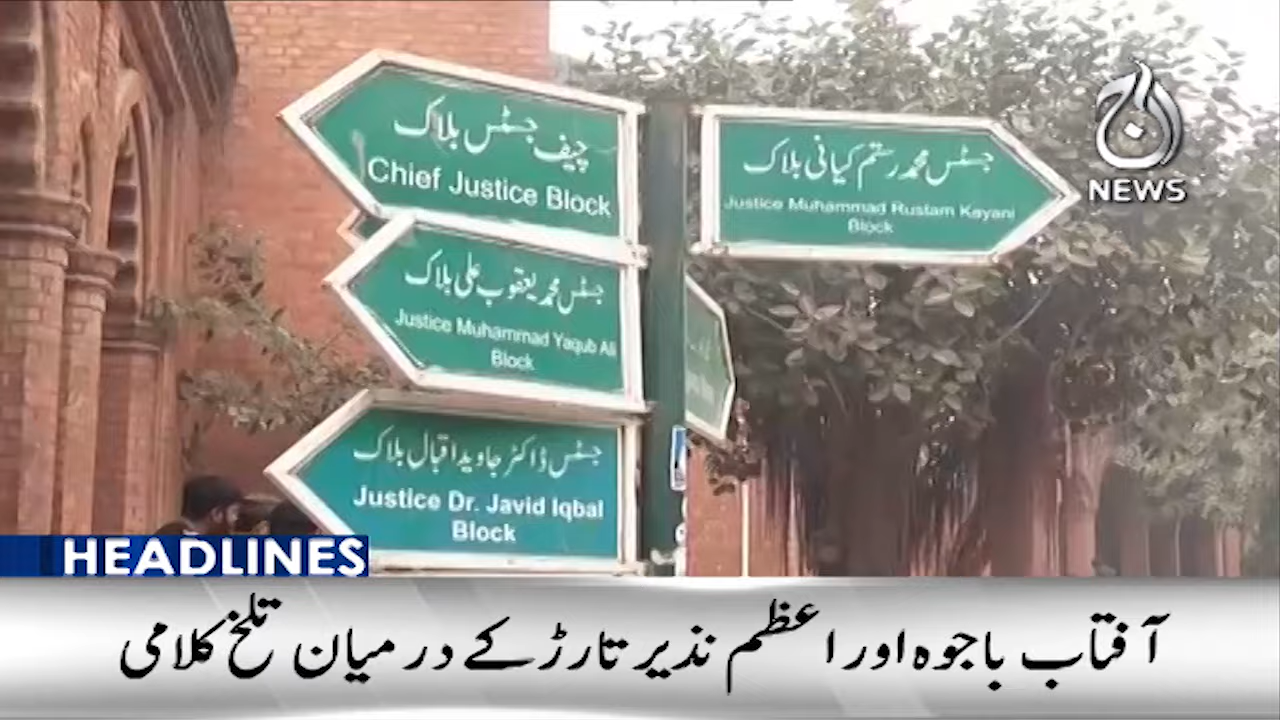 چیف جسٹس بلاک
Chief Justice Block
جسٹس محمد رستم کیانی بلاک
Justice Muhammad Rustam Kayani
Block
جسٹس محمد یعقوب علی بلاک
Justice Muhammad Yaqub Ali
Block
جسٹس ڈاکٹر جاوید اقبال بلاک
Justice Dr. Javid Iqbal
Block
آج
NEWS
HEADLINES
آفتاب باجوہ اور اعظم نذیر تارڑ کے درمیان تلخ کلامی